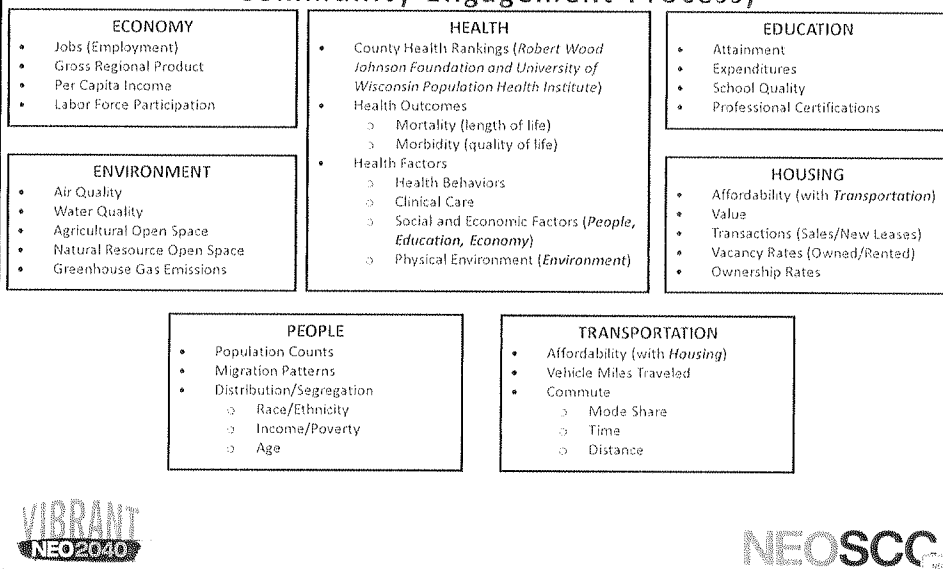 Community Engagement Process)
ECONOMY
• Jobs (Employment)
• Gross Regional Product
• Per Capita Income
• Labor Force Participation
ENVIRONMENT
• Air Quality
• Water Quality
• Agricultural Open Space
• Natural Resource Open Space
• Greenhouse Gas Emissions
HEALTH
• County Health Rankings (Robert Wood
Johnson Foundation and University of
Wisconsin Population Health Institute)
• Health Outcomes
○ Mortality (length of life)
○ Morbidity (quality of life)
• Health Factors
○ Health Behaviors
○ Clinical Care
○ Social and Economic Factors (People,
Education, Economy)
○ Physical Environment (Environment)
EDUCATION
• Attainment
• Expenditures
• School Quality
• Professional Certifications
HOUSING
• Affordability (with Transportation)
• Value
• Transactions (Sales/New Leases)
• Vacancy Rates (Owned/Rented)
• Ownership Rates
PEOPLE
• Population Counts
• Migration Patterns
• Distribution/Segregation
○ Race/Ethnicity
○ Income/Poverty
○ Age
TRANSPORTATION
• Affordability (with Housing)
• Vehicle Miles Traveled
• Commute
○ Mode Share
○ Time
○ Distance
VIBRANT
NEO2040
NEOSCC